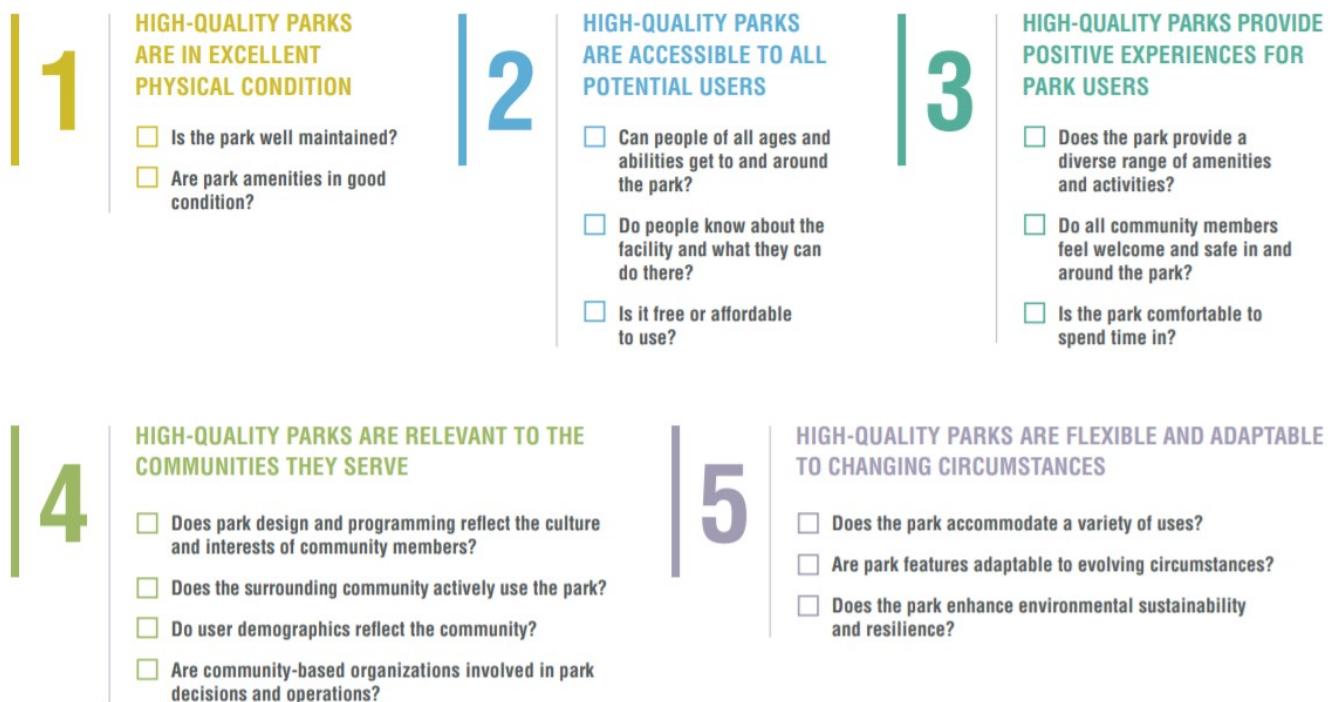 1
HIGH-QUALITY PARKS
ARE IN EXCELLENT
PHYSICAL CONDITION
Is the park well maintained?
Are park amenities in good
condition?
2
HIGH-QUALITY PARKS
ARE ACCESSIBLE TO ALL
POTENTIAL USERS
Can people of all ages and
abilities get to and around
the park?
Do people know about the
facility and what they can
do there?
Is it free or affordable
to use?
3
HIGH-QUALITY PARKS PROVIDE
POSITIVE EXPERIENCES FOR
PARK USERS
Does the park provide a
diverse range of amenities
and activities?
Do all community members
feel welcome and safe in and
around the park?
Is the park comfortable to
spend time in?
4
HIGH-QUALITY PARKS ARE RELEVANT TO THE
COMMUNITIES THEY SERVE
Does park design and programming reflect the culture
and interests of community members?
Does the surrounding community actively use the park?
Do user demographics reflect the community?
Are community-based organizations involved in park
decisions and operations?
5
HIGH-QUALITY PARKS ARE FLEXIBLE AND ADAPTABLE
TO CHANGING CIRCUMSTANCES
Does the park accommodate a variety of uses?
Are park features adaptable to evolving circumstances?
Does the park enhance environmental sustainability
and resilience?